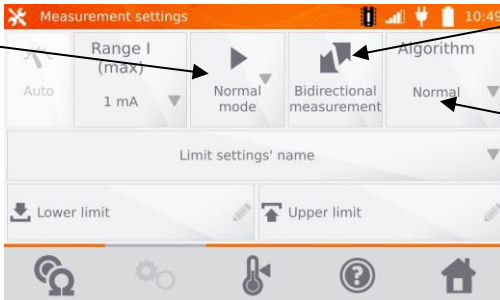 Measurement settings 10:49
Auto
Range I
(max)
1 mA
Normal
mode
Bidirectional
measurement
Algorithm
Normal
Limit settings' name
Lower limit
Upper limit